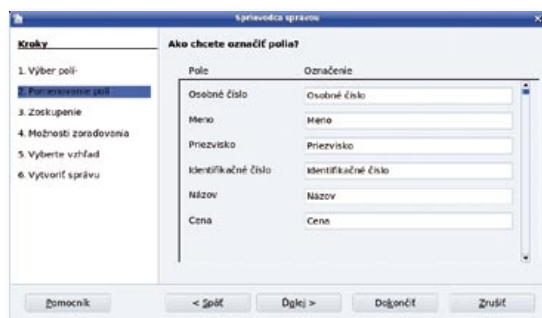 Sprievodca správou
Kroky
1. Výber polí-
2. Pomenovanie polí
3. Zoskupenie
4. Možnosti zoraďovania
5. Vyberte vzhľad
6. Vytvoriť správu
Ako chcete označiť polia?
Pole Označenie
Osobné číslo Osobné číslo
Meno Meno
Priezvisko Priezvisko
Identifikačné číslo Identifikačné číslo
Názov Názov
Cena Cena
Pomocník < Späť Ďalej > Dokončiť Zrušiť